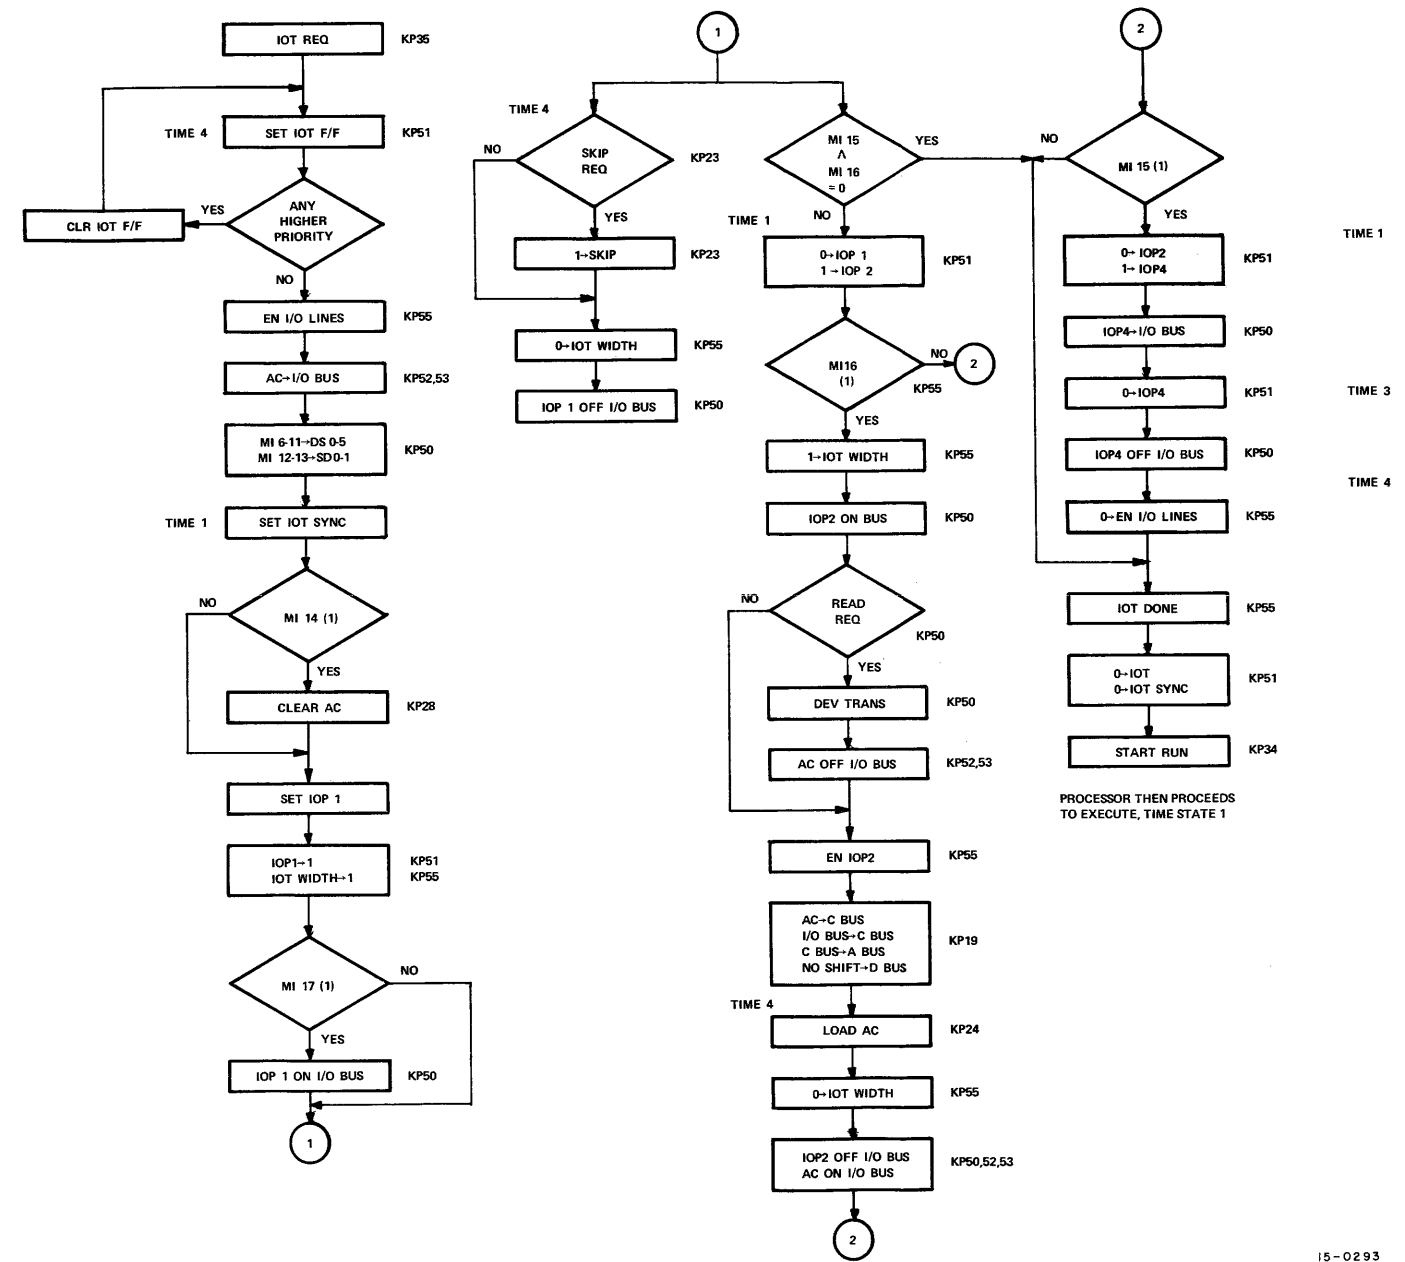 IOT REQ
KP35
TIME 4
SET IOT F/F
KP51
ANY
HIGHER
PRIORITY
YES
CLR IOT F/F
NO
EN I/O LINES
KP55
AC→I/O BUS
KP52,53
MI 6-11→DS 0-5
MI 12-13→SD0-1
KP50
TIME 1
SET IOT SYNC
MI 14 (1)
NO
YES
CLEAR AC
KP28
SET IOP 1
IOP1→1
IOT WIDTH→1
KP51
KP55
MI 17 (1)
NO
YES
IOP 1 ON I/O BUS
KP50
1
1
TIME 4
SKIP
REQ
KP23
NO
YES
1→SKIP
KP23
0→IOT WIDTH
KP55
IOP 1 OFF I/O BUS
KP50
MI 15
Λ
MI 16
= 0
YES
NO
TIME 1
0→IOP 1
1→IOP 2
KP51
MI16
(1)
NO
2
KP55
YES
1→IOT WIDTH
KP55
IOP2 ON BUS
KP50
READ
REQ
NO
KP50
YES
DEV TRANS
KP50
AC OFF I/O BUS
KP52,53
EN IOP2
KP55
AC→C BUS
I/O BUS→C BUS
C BUS→A BUS
NO SHIFT→D BUS
KP19
TIME 4
LOAD AC
KP24
0→IOT WIDTH
KP55
IOP2 OFF I/O BUS
AC ON I/O BUS
KP50,52,53
2
2
NO
MI 15 (1)
YES
TIME 1
0→IOP2
1→IOP4
KP51
IOP4→I/O BUS
KP50
0→IOP4
KP51
TIME 3
IOP4 OFF I/O BUS
KP50
TIME 4
0→EN I/O LINES
KP55
IOT DONE
KP55
0→IOT
0→IOT SYNC
KP51
START RUN
KP34
PROCESSOR THEN PROCEEDS
TO EXECUTE, TIME STATE 1
15-0293